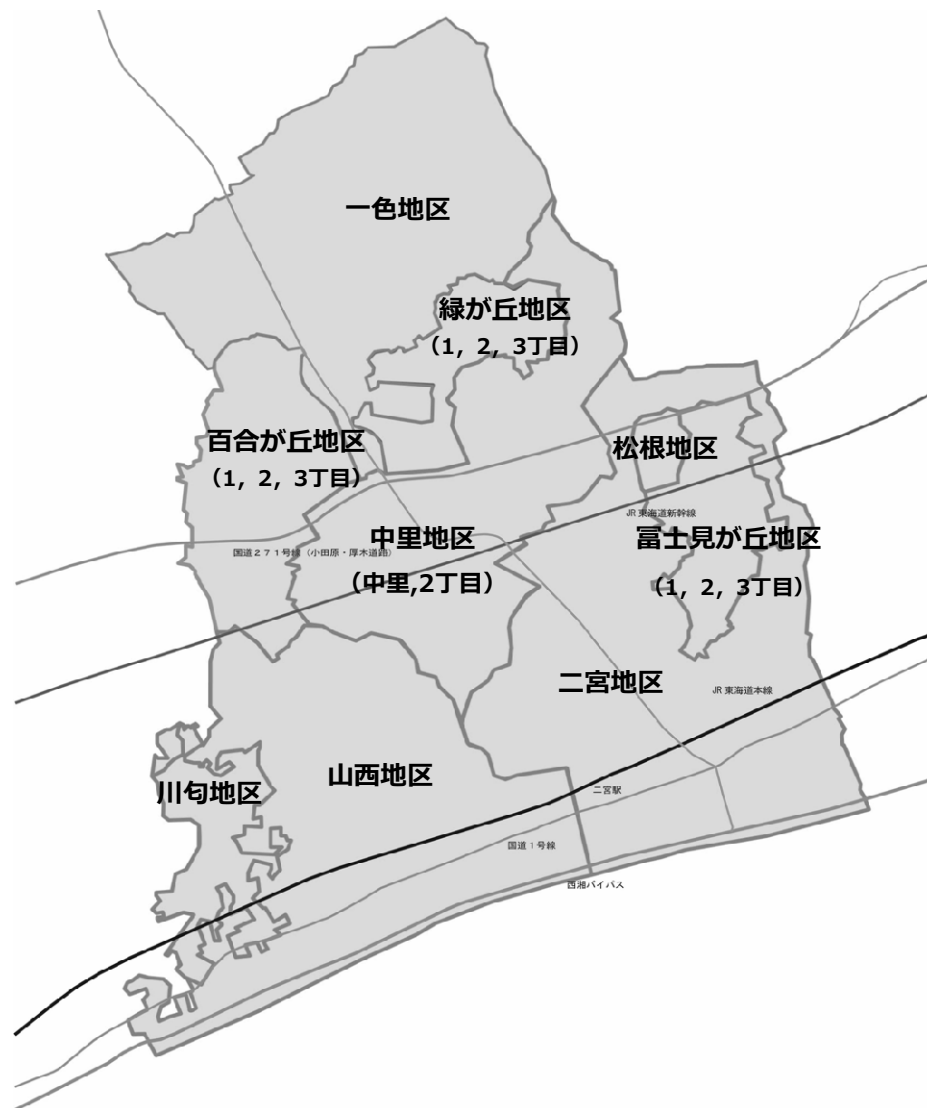 一色地区
緑が丘地区
（1，2，3丁目）
百合が丘地区
（1，2，3丁目）
松根地区
JR東海道新幹線
中里地区
（中里,2丁目）
国道２７１号線（小田原・厚木道路）
冨士見が丘地区
（1，2，3丁目）
二宮地区
JR東海道本線
山西地区
川匂地区
二宮駅
国道１号線
西湘バイパス